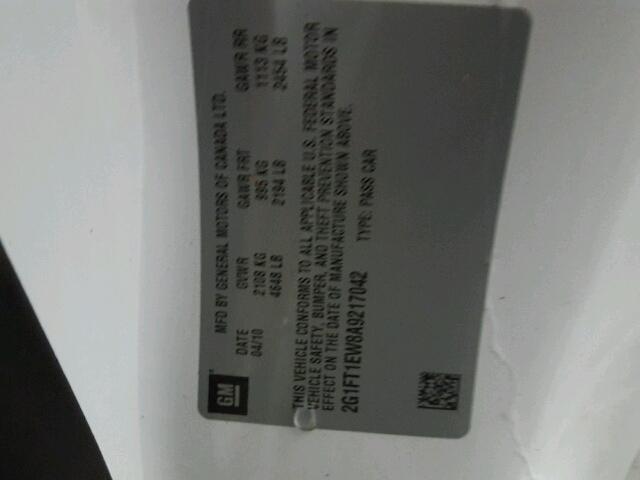 GM
MFD BY GENERAL MOTORS OF CANADA LTD.
DATE GVWR GAWR FRT GAWR RR
04/10 2108 KG 995 KG 1113 KG
4648 LB 2194 LB 2454 LB
THIS VEHICLE CONFORMS TO ALL APPLICABLE U.S. FEDERAL MOTOR
VEHICLE SAFETY, BUMPER, AND THEFT PREVENTION STANDARDS IN
EFFECT ON THE DATE OF MANUFACTURE SHOWN ABOVE.
2G1FT1EW8A9217042 TYPE: PASS CAR